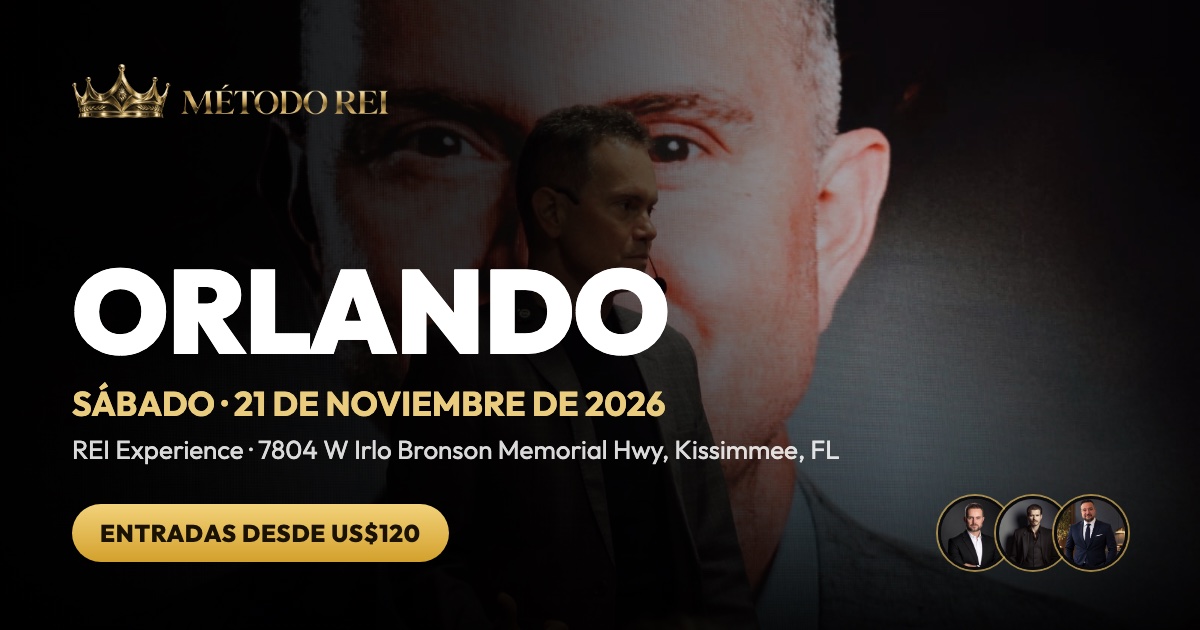 MÉTODO REI
ORLANDO
SÁBADO · 21 DE NOVIEMBRE DE 2026
REI Experience · 7804 W Irlo Bronson Memorial Hwy, Kissimmee, FL
ENTRADAS DESDE US$120